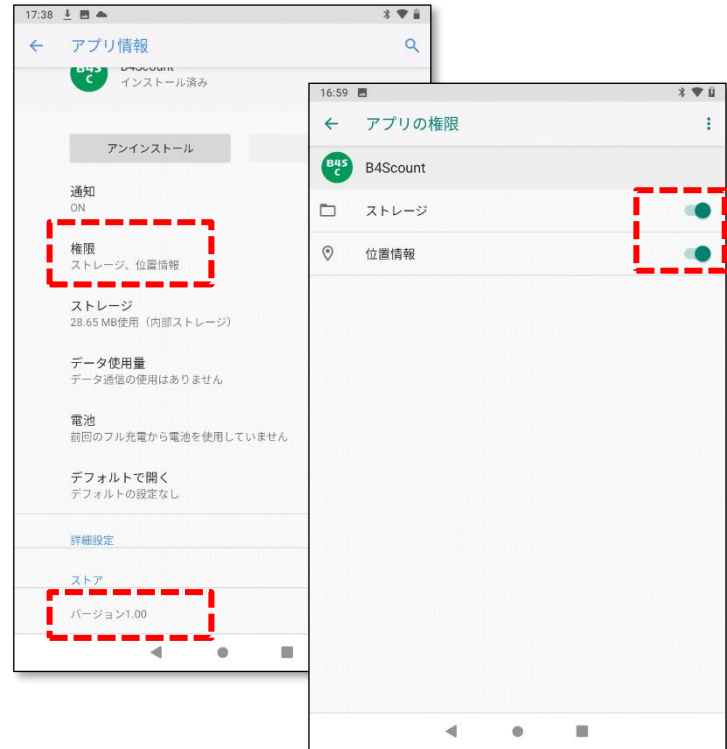 17:38
アプリ情報
B4Scount
インストール済み
アンインストール
通知
ON
権限
ストレージ、位置情報
ストレージ
28.65 MB使用（内部ストレージ）
データ使用量
データ通信の使用はありません
電池
前回のフル充電から電池を使用していません
デフォルトで開く
デフォルトの設定なし
詳細設定
ストア
バージョン1.00
16:59
アプリの権限
B4S
C
B4Scount
ストレージ
位置情報